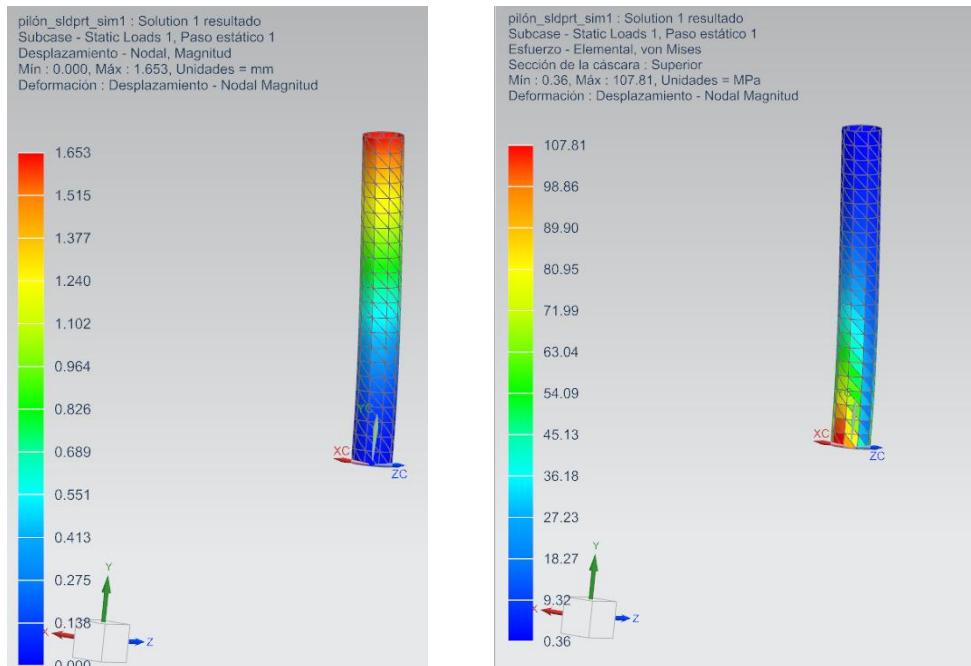 pilón_sldprt_sim1 : Solution 1 resultado
Subcase - Static Loads 1, Paso estático 1
Desplazamiento - Nodal, Magnitud
Mín : 0.000, Máx : 1.653, Unidades = mm
Deformación : Desplazamiento - Nodal Magnitud
1.653
1.515
1.377
1.240
1.102
0.964
0.826
0.689
0.551
0.413
0.275
0.138
0.000
YC
XC
ZC
Y
X
Z
pilón_sldprt_sim1 : Solution 1 resultado
Subcase - Static Loads 1, Paso estático 1
Esfuerzo - Elemental, von Mises
Sección de la cáscara : Superior
Mín : 0.36, Máx : 107.81, Unidades = MPa
Deformación : Desplazamiento - Nodal Magnitud
107.81
98.86
89.90
80.95
71.99
63.04
54.09
45.13
36.18
27.23
18.27
9.32
0.36
YC
XC
ZC
Y
X
Z